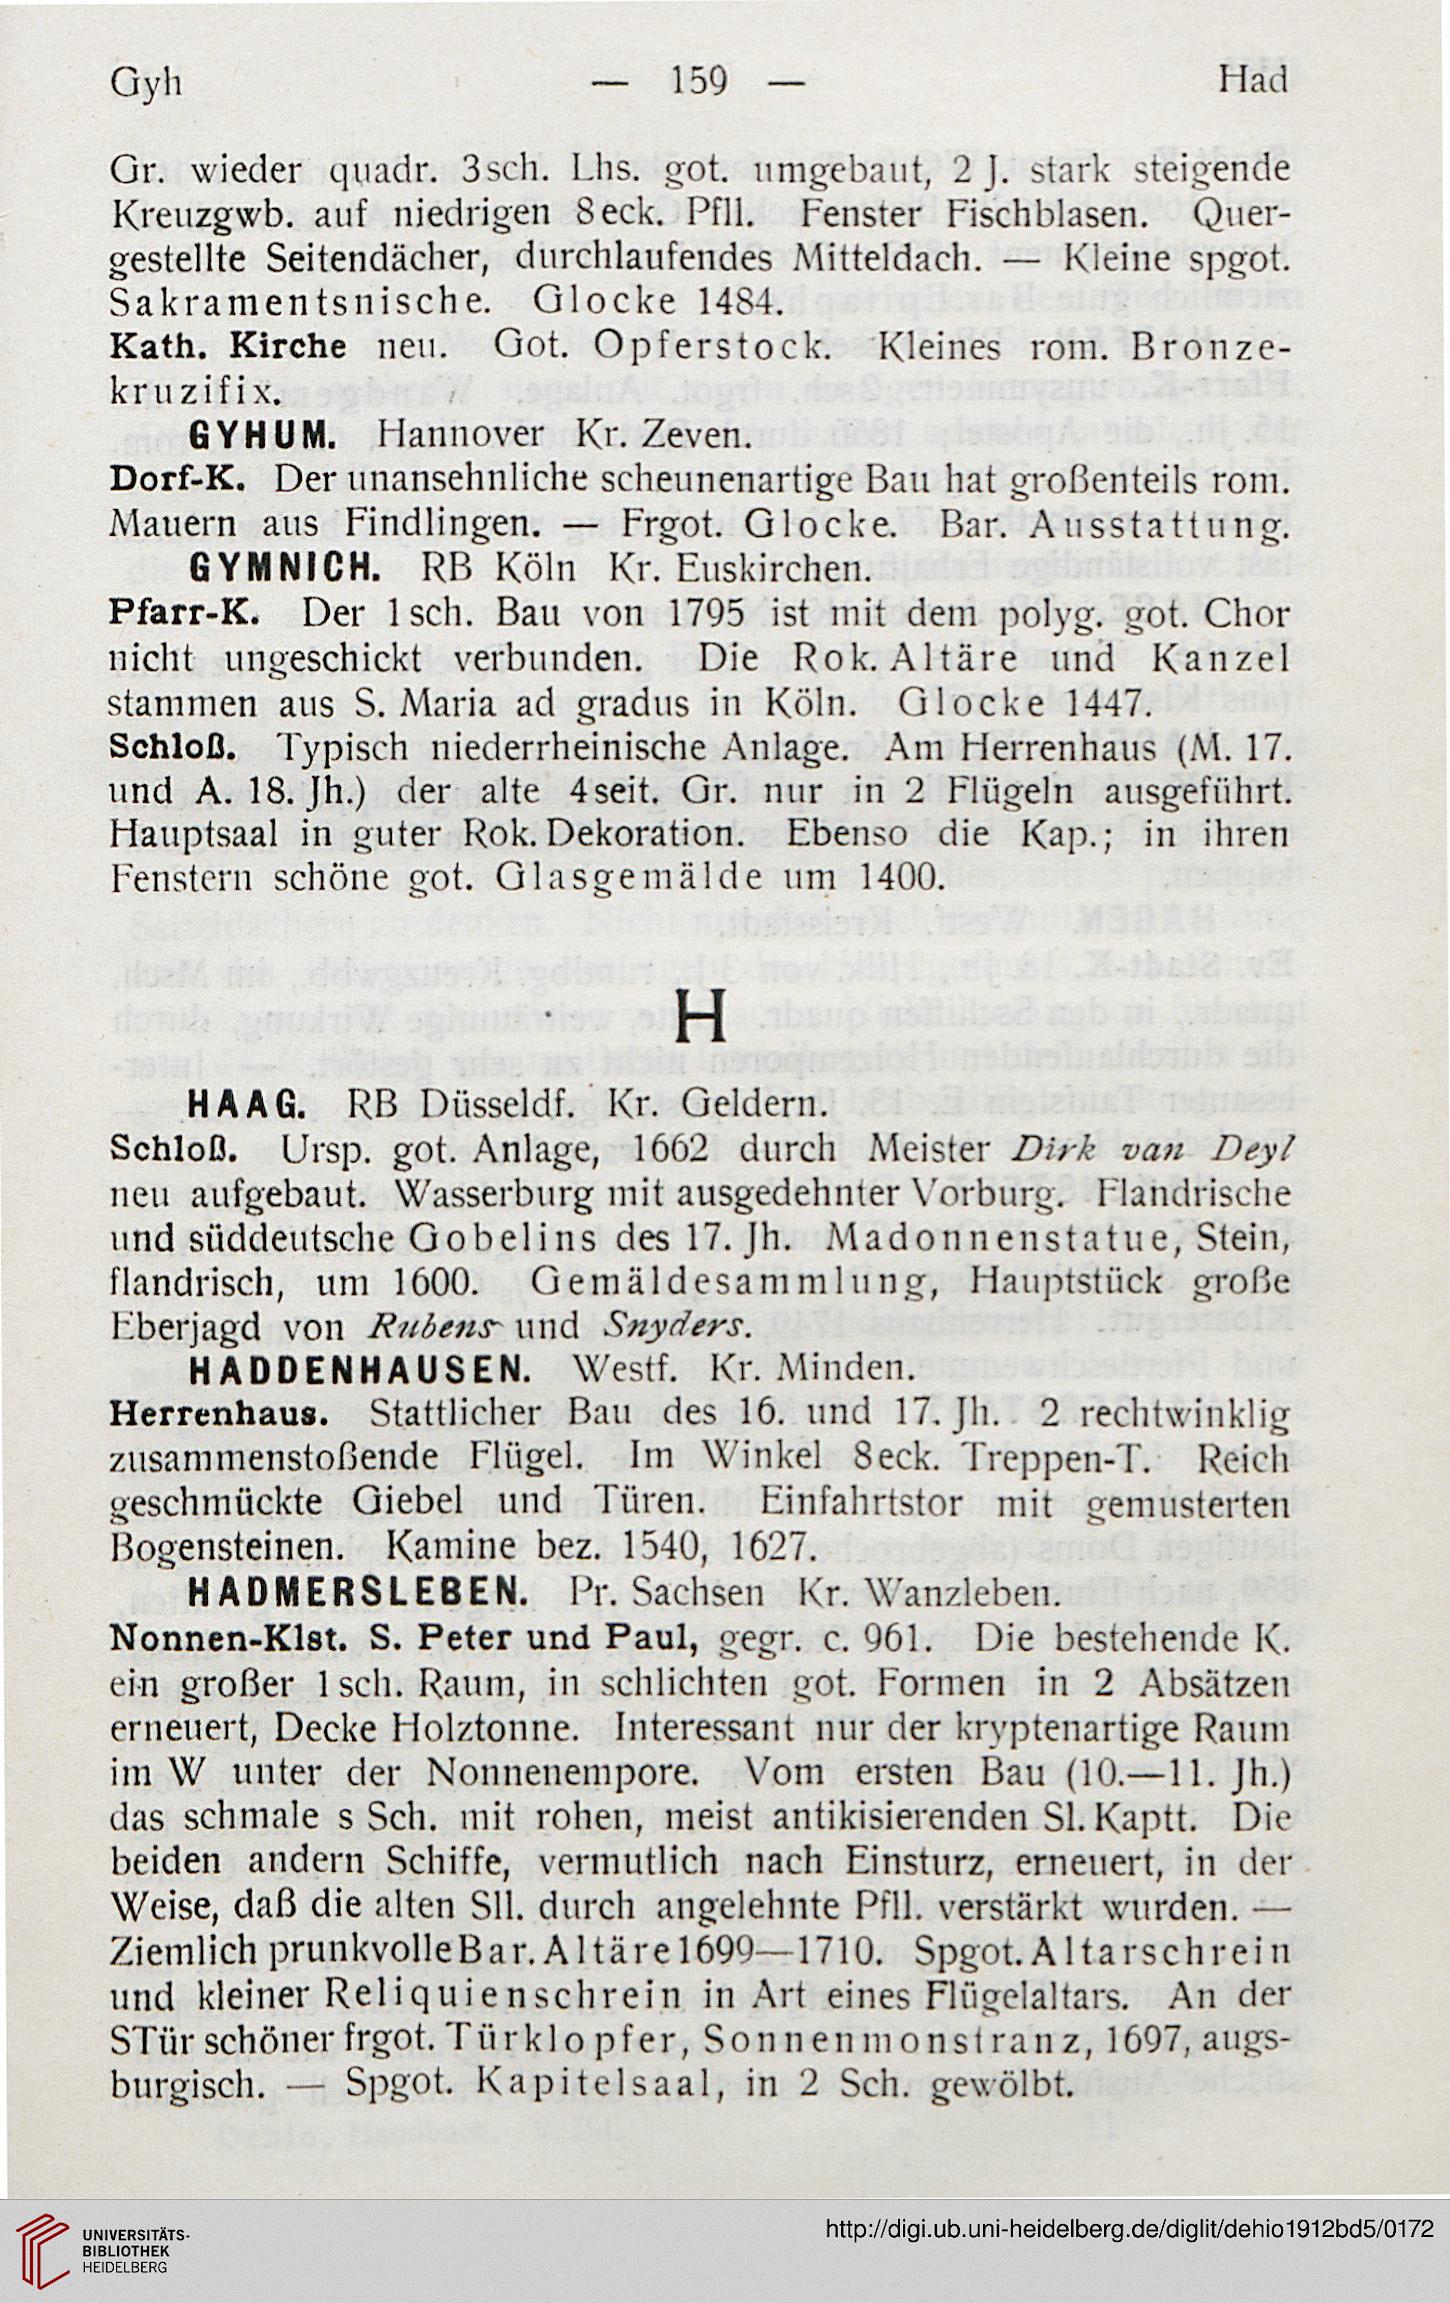 Gyh — 159 — Had
Gr. wieder quadr. 3sch. Lhs. got. umgebaut, 2 J. stark steigende
Kreuzgwb. auf niedrigen 8eck. Pfll. Fenster Fischblasen. Quer-
gestellte Seitendächer, durchlaufendes Mitteldach. — Kleine spgot.
Sakramentsnische. Glocke 1484.
Kath. Kirche neu. Got. Opferstock. Kleines rom. Bronze-
kruzifix.
GYHUM. Hannover Kr. Zeven.
Dorf-K. Der unansehnliche scheunenartige Bau hat großenteils rom.
Mauern aus Findlingen. — Frgot. Glocke. Bar. Ausstattung.
GYMNICH. RB Köln Kr. Euskirchen.
Pfarr-K. Der 1sch. Bau von 1795 ist mit dem polyg. got. Chor
nicht ungeschickt verbunden. Die Rok. Altäre und Kanzel
stammen aus S. Maria ad gradus in Köln. Glocke 1447.
Schloß. Typisch niederrheinische Anlage. Am Herrenhaus (M. 17.
und A. 18. Jh.) der alte 4seit. Gr. nur in 2 Flügeln ausgeführt.
Hauptsaal in guter Rok. Dekoration. Ebenso die Kap.; in ihren
Fenstern schöne got. Glasgemälde um 1400.
H
HAAG. RB Düsseldf. Kr. Geldern.
Schloß. Ursp. got. Anlage, 1662 durch Meister Dirk van Deyl
neu aufgebaut. Wasserburg mit ausgedehnter Vorburg. Flandrische
und süddeutsche Gobelins des 17. Jh. Madonnenstatue, Stein,
flandrisch, um 1600. Gemäldesammlung, Hauptstück große
Eberjagd von Rubens und Snyders.
HADDENHAUSEN. Westf. Kr. Minden.
Herrenhaus. Stattlicher Bau des 16. und 17. Jh. 2 rechtwinklig
zusammenstoßende Flügel. Im Winkel 8eck. Treppen-T. Reich
geschmückte Giebel und Türen. Einfahrtstor mit gemusterten
Bogensteinen. Kamine bez. 1540, 1627.
HADMERSLEBEN. Pr. Sachsen Kr. Wanzleben.
Nonnen-Klst. S. Peter und Paul, gegr. c. 961. Die bestehende K.
ein großer 1sch. Raum, in schlichten got. Formen in 2 Absätzen
erneuert, Decke Holztonne. Interessant nur der kryptenartige Raum
im W unter der Nonnenempore. Vom ersten Bau (10.—11. Jh.)
das schmale s Sch. mit rohen, meist antikisierenden Sl. Kaptt. Die
beiden andern Schiffe, vermutlich nach Einsturz, erneuert, in der
Weise, daß die alten Sll. durch angelehnte Pfll. verstärkt wurden. —
Ziemlich prunkvolle Bar. Altäre 1699—1710. Spgot. Altarschrein
und kleiner Reliquienschrein in Art eines Flügelaltars. An der
STür schöner frgot. Türklopfer, Sonnenmonstranz, 1697, augs-
burgisch. — Spgot. Kapitelsaal, in 2 Sch. gewölbt.
UNIVERSITÄTS-
BIBLIOTHEK
HEIDELBERG
http://digi.ub.uni-heidelberg.de/diglit/dehio1912bd5/0172